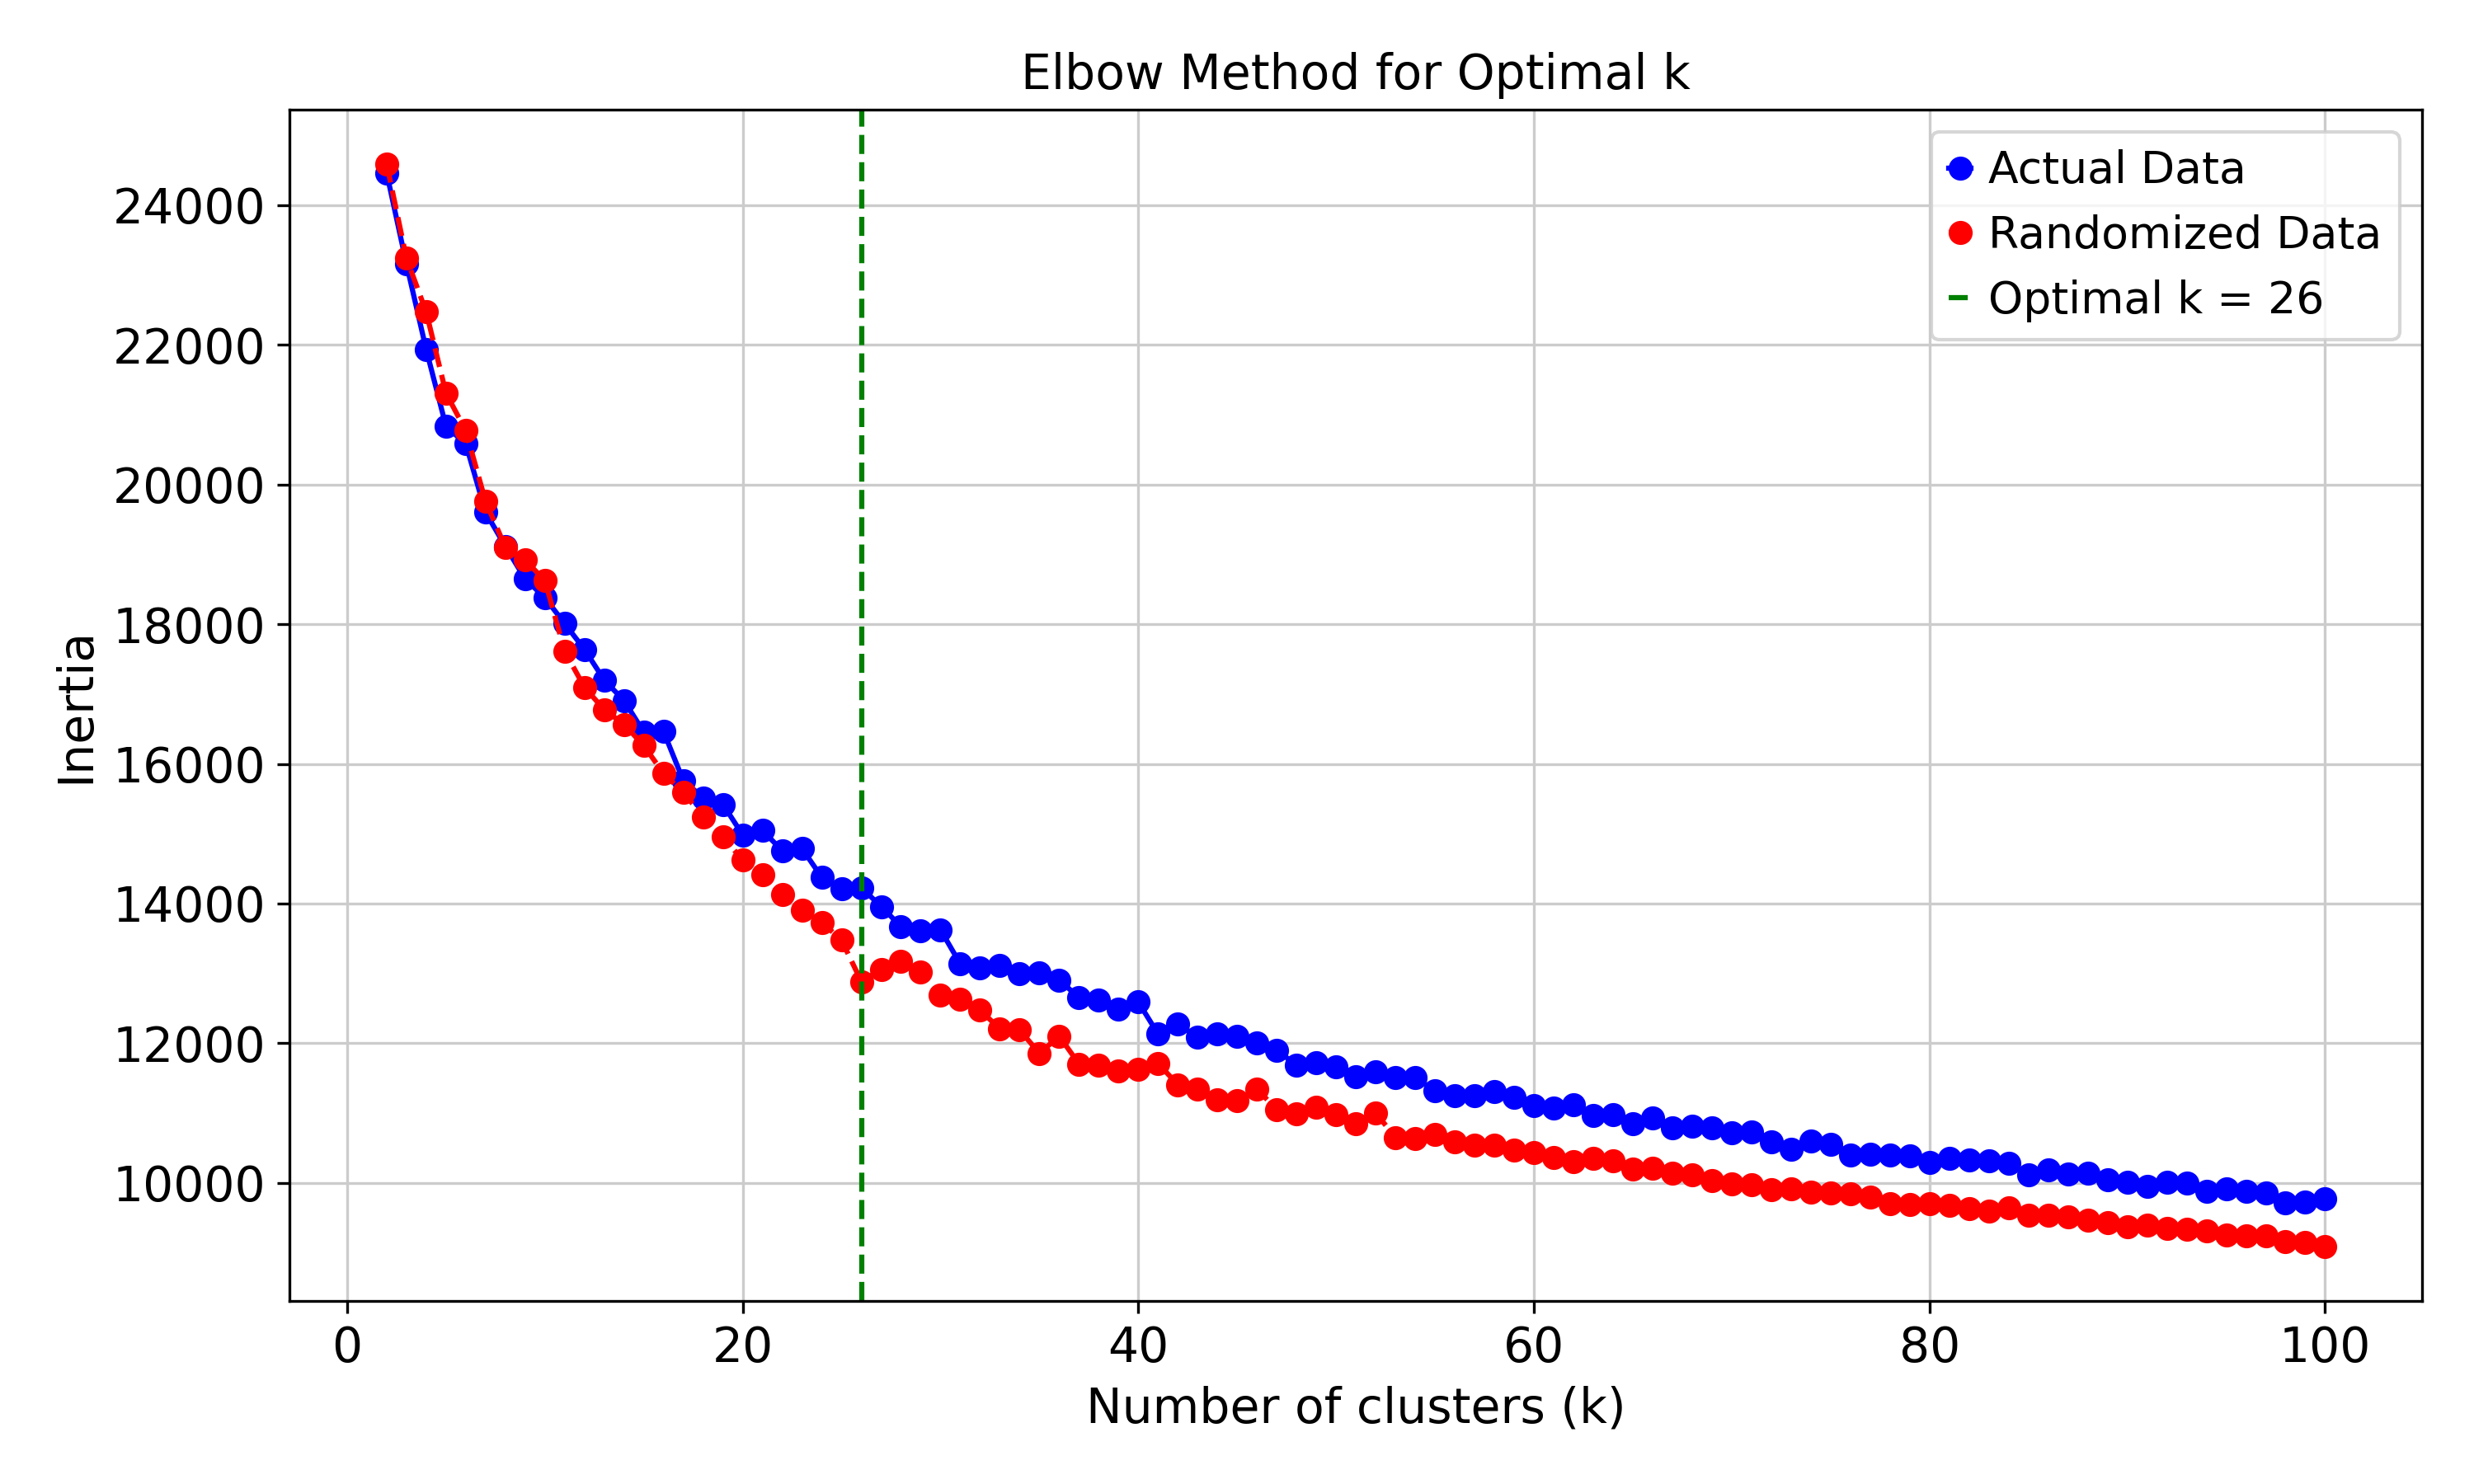 Elbow Method for Optimal k
Actual Data
Randomized Data
Optimal k = 26
Inertia
24000
22000
20000
18000
16000
14000
12000
10000
0 20 40 60 80 100
Number of clusters (k)